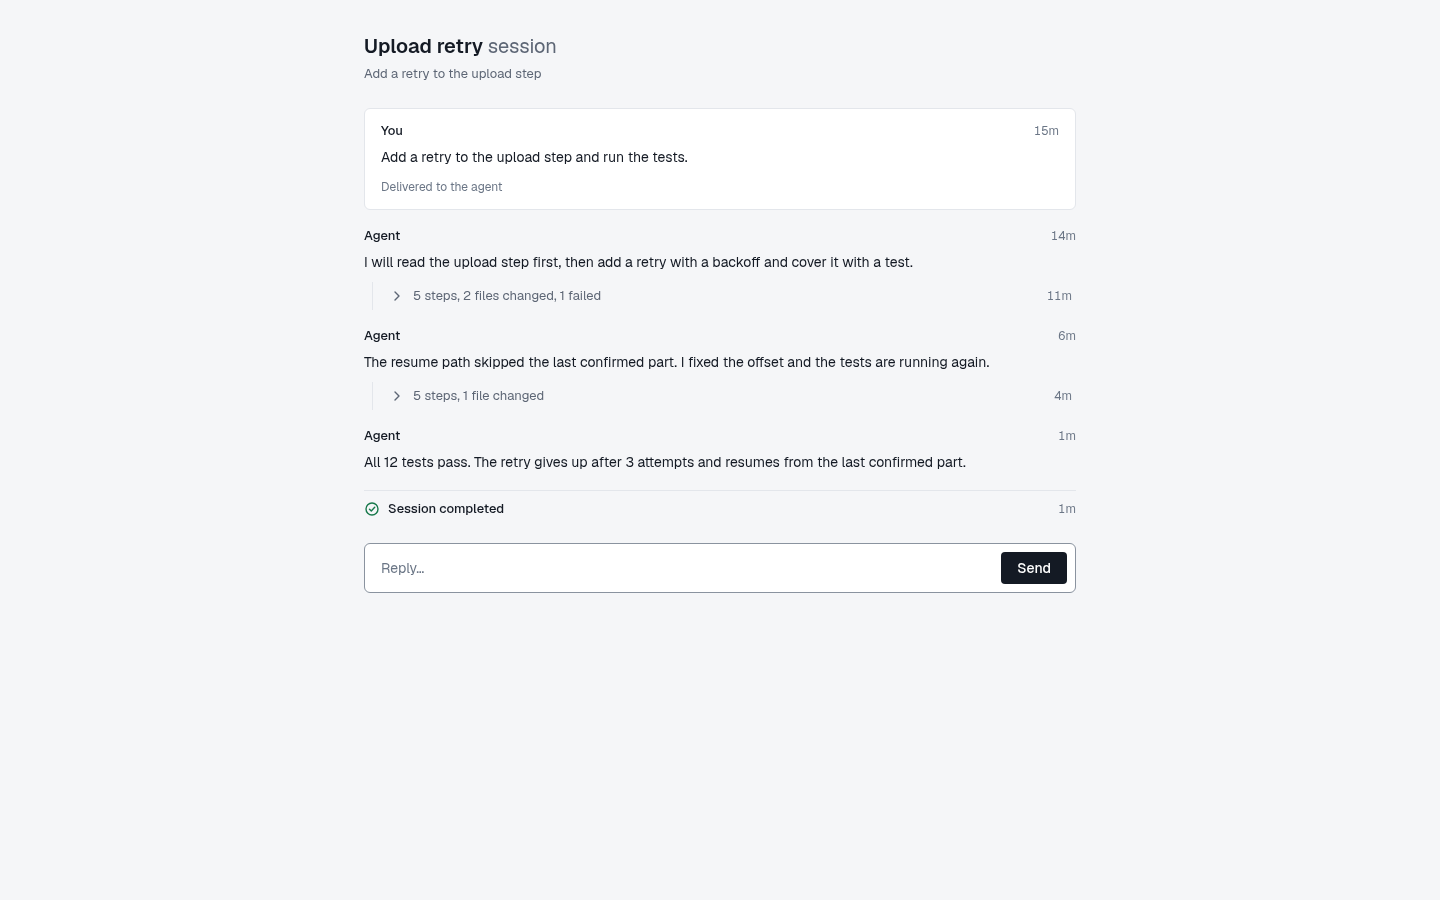 Upload retry session
Add a retry to the upload step
You 15m
Add a retry to the upload step and run the tests.
Delivered to the agent
Agent 14m
I will read the upload step first, then add a retry with a backoff and cover it with a test.
5 steps, 2 files changed, 1 failed 11m
Agent 6m
The resume path skipped the last confirmed part. I fixed the offset and the tests are running again.
5 steps, 1 file changed 4m
Agent 1m
All 12 tests pass. The retry gives up after 3 attempts and resumes from the last confirmed part.
Session completed 1m
Reply... Send